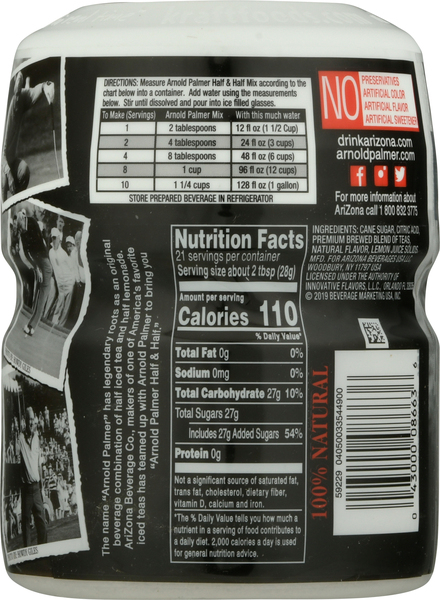 DIRECTIONS: Measure Arnold Palmer Half & Half Mix according to the
chart below into a container. Add water using the measurements
below. Stir until dissolved and pour into ice filled glasses.
To Make (Servings) Arnold Palmer Mix With this much water
1 2 tablespoons 12 fl oz (1 1/2 Cup)
2 4 tablespoons 24 fl oz (3 cups)
4 8 tablespoons 48 fl oz (6 cups)
8 1 cup 96 fl oz (12 cups)
10 1 1/4 cups 128 fl oz (1 gallon)
STORE PREPARED BEVERAGE IN REFRIGERATOR
NO
PRESERVATIVES
ARTIFICIAL COLOR
ARTIFICIAL FLAVOR
ARTIFICIAL SWEETENER
drinkarizona.com
arnoldpalmer.com
For more information about
AriZona call 1 800 832 3775
INGREDIENTS: CANE SUGAR, CITRIC ACID,
PREMIUM BREWED BLEND OF TEAS,
NATURAL FLAVOR, LEMON JUICE SOLIDS
MFD. FOR ARIZONA BEVERAGES USA LLC
WOODBURY, NY 11797 USA
LICENSED UNDER THE AUTHORITY OF
INNOVATIVE FLAVORS, L.L.C. ORLANDO FL
© 2019 BEVERAGE MARKETING USA, INC.
Nutrition Facts
21 servings per container
Serving size about 2 tbsp (28g)
Amount per serving
Calories 110
% Daily Value*
Total Fat 0g 0%
Sodium 0mg 0%
Total Carbohydrate 27g 10%
Total Sugars 27g
Includes 27g Added Sugars 54%
Protein 0g
Not a significant source of saturated fat,
trans fat, cholesterol, dietary fiber,
vitamin D, calcium and iron.
*The % Daily Value tells you how much a
nutrient in a serving of food contributes to
a daily diet. 2,000 calories a day is used
for general nutrition advice.
The name "Arnold Palmer" has legendary roots as an original
beverage combination of half iced tea and half lemonade.
AriZona Beverage Co., makers of one of America's favorite
iced teas has teamed up with Arnold Palmer to bring you
"Arnold Palmer Half & Half."
100% NATURAL
59229 04050033544900
0 43000 08663 6